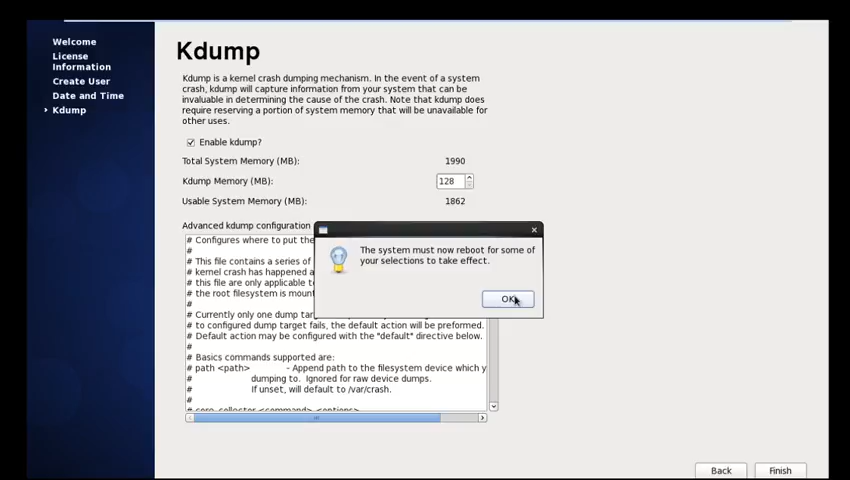 Welcome
License
Information
Create User
Date and Time
Kdump
Kdump
Kdump is a kernel crash dumping mechanism. In the event of a system
crash, kdump will capture information from your system that can be
invaluable in determining the cause of the crash. Note that kdump does
require reserving a portion of system memory that will be unavailable for
other uses.
Enable kdump?
Total System Memory (MB): 1990
Kdump Memory (MB): 128
Usable System Memory (MB): 1862
Advanced kdump configuration
# Configures where to put the
#
# This file contains a series of
# kernel crash has happened a
# this file are only applicable t
# the root filesystem is mount
#
# Currently only one dump targ
# to configured dump target fails, the default action will be preformed.
# Default action may be configured with the "default" directive below.
#
# Basics commands supported are:
# path <path> - Append path to the filesystem device which y
# dumping to. Ignored for raw device dumps.
# If unset, will default to /var/crash.
#
# core_collector <command> <options>
The system must now reboot for some of
your selections to take effect.
OK
Back
Finish